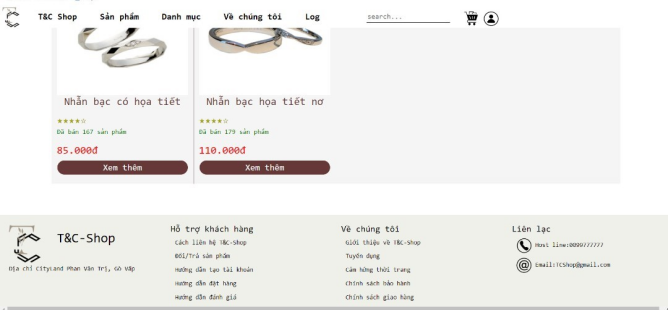 T&C Shop Sản phẩm Danh mục Về chúng tôi Log search...
Nhẫn bạc có họa tiết
Đã bán 167 sản phẩm
85.000đ
Xem thêm
Nhẫn bạc họa tiết nơ
Đã bán 179 sản phẩm
110.000đ
Xem thêm
T&C-Shop
Địa chỉ CityLand Phan Văn Trị, Gò Vấp
Hỗ trợ khách hàng
Cách liên hệ T&C-Shop
Đổi/Trả sản phẩm
Hướng dẫn tạo tài khoản
Hướng dẫn đặt hàng
Hướng dẫn đánh giá
Về chúng tôi
Giới thiệu về T&C-Shop
Tuyển dụng
Cảm hứng thời trang
Chính sách bảo hành
Chính sách giao hàng
Liên lạc
Host line:0899777777
Email:TCShop@gmail.com